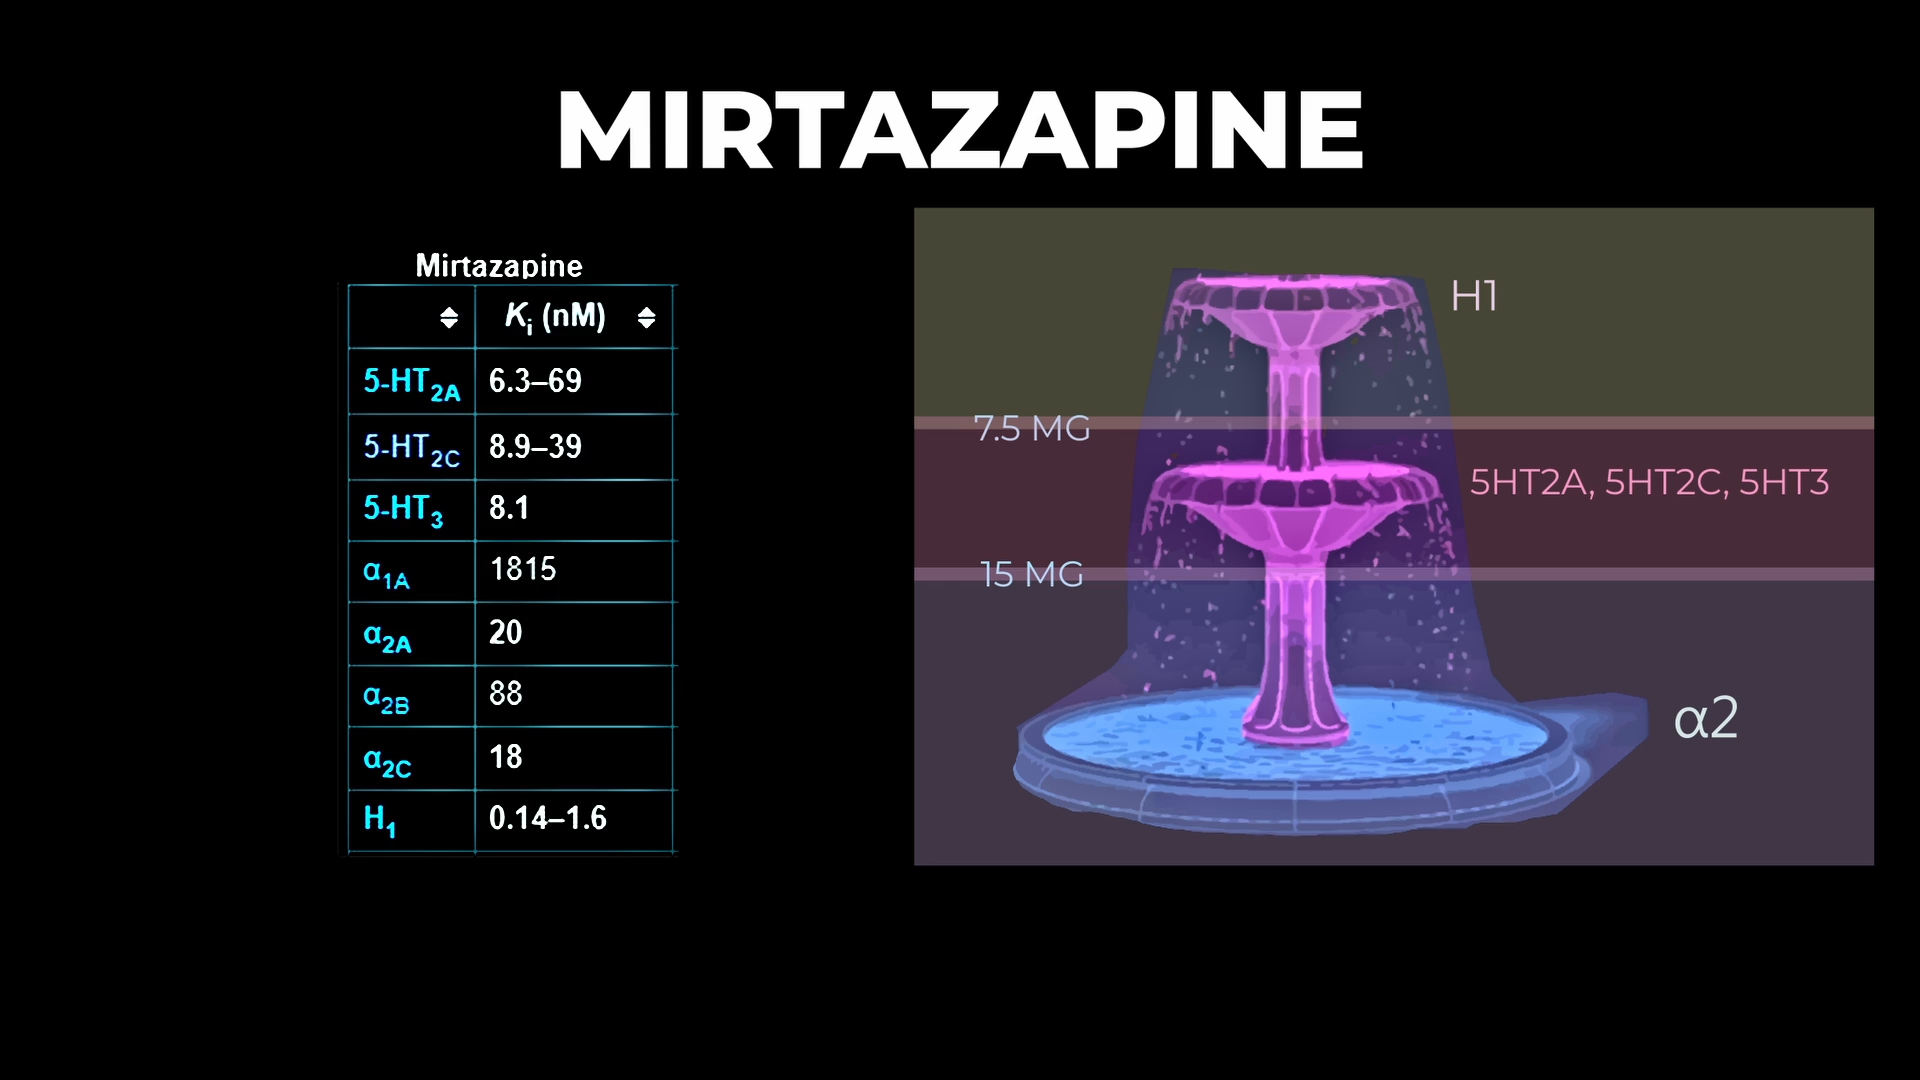 MIRTAZAPINE
Mirtazapine
Ki (nM)
5-HT2A 6.3–69
5-HT2C 8.9–39
5-HT3 8.1
α1A 1815
α2A 20
α2B 88
α2C 18
H1 0.14–1.6
H1
7.5 MG
5HT2A, 5HT2C, 5HT3
15 MG
α2